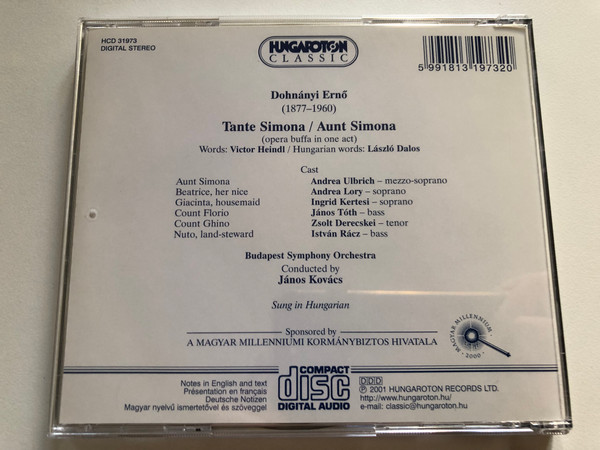 HCD 31973
DIGITAL STEREO
HUNGAROTON
CLASSIC
5 991813 197320
Dohnányi Ernő
(1877–1960)
Tante Simona / Aunt Simona
(opera buffa in one act)
Words: Victor Heindl / Hungarian words: László Dalos
Cast
Aunt Simona Andrea Ulbrich – mezzo-soprano
Beatrice, her nice Andrea Lory – soprano
Giacinta, housemaid Ingrid Kertesi – soprano
Count Florio János Tóth – bass
Count Ghino Zsolt Derecskei – tenor
Nuto, land-steward István Rácz – bass
Budapest Symphony Orchestra
Conducted by
János Kovács
Sung in Hungarian
Sponsored by
A MAGYAR MILLENNIUMI KORMÁNYBIZTOS HIVATALA
MAGYAR MILLENNIUM
• 2000 •
Notes in English and text
Présentation en français
Deutsche Notizen
Magyar nyelvű ismertetővel és szöveggel
COMPACT
disc
DIGITAL AUDIO
DDD
℗ 2001 HUNGAROTON RECORDS LTD.
http://www.hungaroton.hu/
e-mail: classic@hungaroton.hu